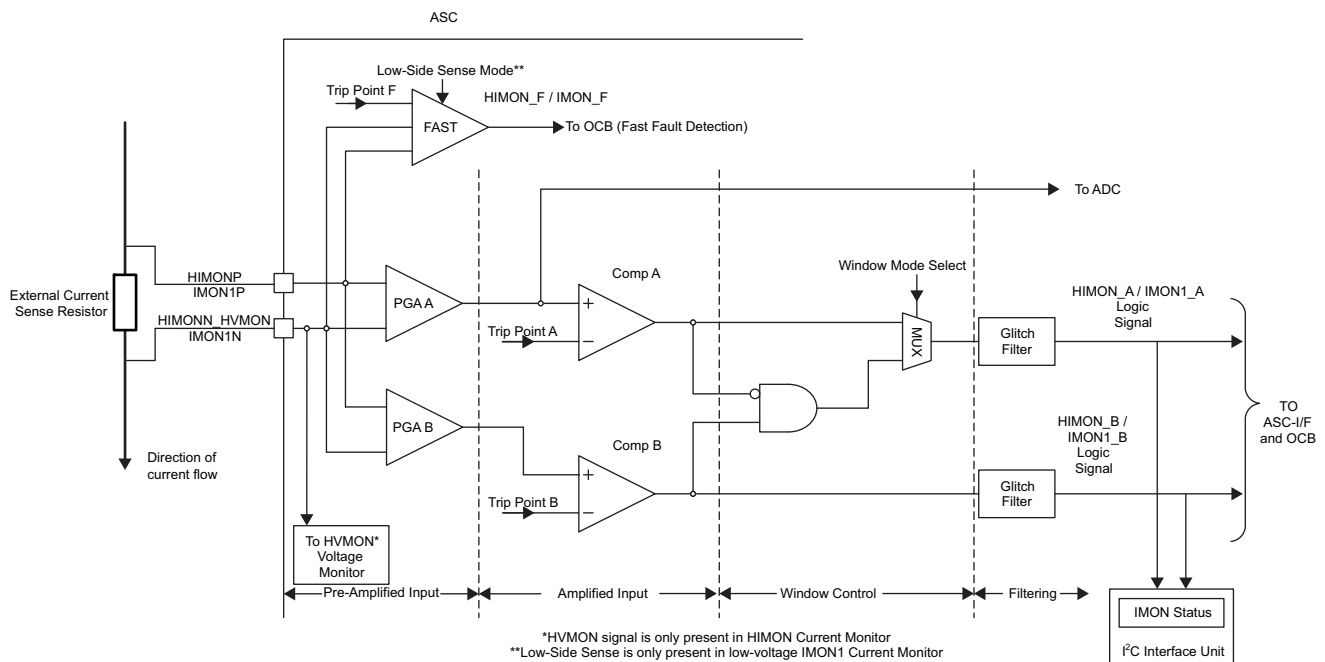 ASC
Low-Side Sense Mode**
Trip Point F
HIMON_F / IMON_F
FAST
To OCB (Fast Fault Detection)
To ADC
HIMONP
IMON1P
External Current
Sense Resistor
HIMONN_HVMON
IMON1N
PGA A
Comp A
+
Trip Point A
−
Window Mode Select
MUX
Glitch
Filter
HIMON_A / IMON1_A
Logic
Signal
PGA B
Comp B
+
Trip Point B
−
Glitch
Filter
HIMON_B /
IMON1_B
Logic
Signal
TO
ASC-I/F
and OCB
Direction of
current flow
To HVMON*
Voltage
Monitor
Pre-Amplified Input
Amplified Input
Window Control
Filtering
IMON Status
I²C Interface Unit
*HVMON signal is only present in HIMON Current Monitor
**Low-Side Sense is only present in low-voltage IMON1 Current Monitor